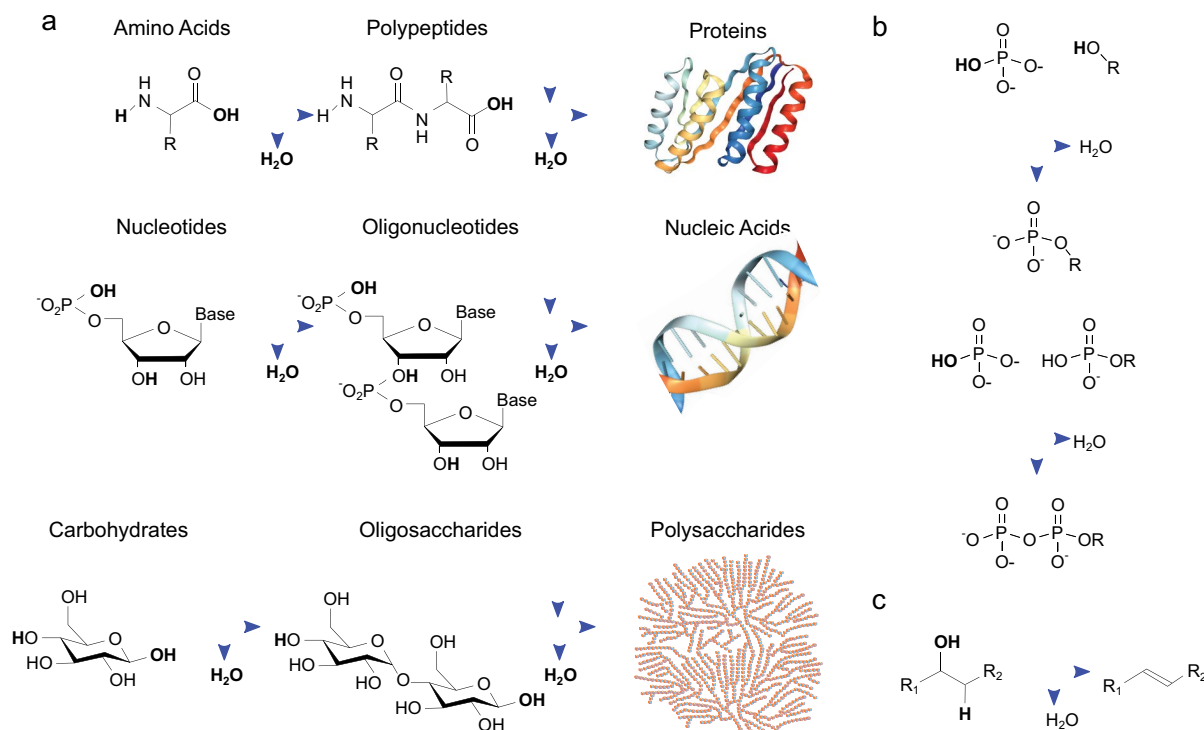 a
Amino Acids
Polypeptides
Proteins
H
N
H
O
OH
R
H
N
H
R
O
N
H
R
OH
O
H₂O
H₂O
Nucleotides
Oligonucleotides
Nucleic Acids
⁻O₂P
OH
O
O
Base
OH
OH
H₂O
⁻O₂P
OH
O
O
Base
OH
OH
⁻O₂P
O
O
Base
OH
OH
H₂O
Carbohydrates
Oligosaccharides
Polysaccharides
OH
HO
HO
O
OH
OH
H₂O
OH
HO
HO
O
OH
O
OH
O
HO
OH
OH
H₂O
b
O
HO
P
O-
O-
HO
R
H₂O
O
⁻O
P
O
O⁻
R
O
HO
P
O-
O-
O
HO
P
OR
O⁻
H₂O
O
O
⁻O
P
O
P
OR
O-
O⁻
c
OH
R₁
R₂
H
H₂O
R₁
R₂